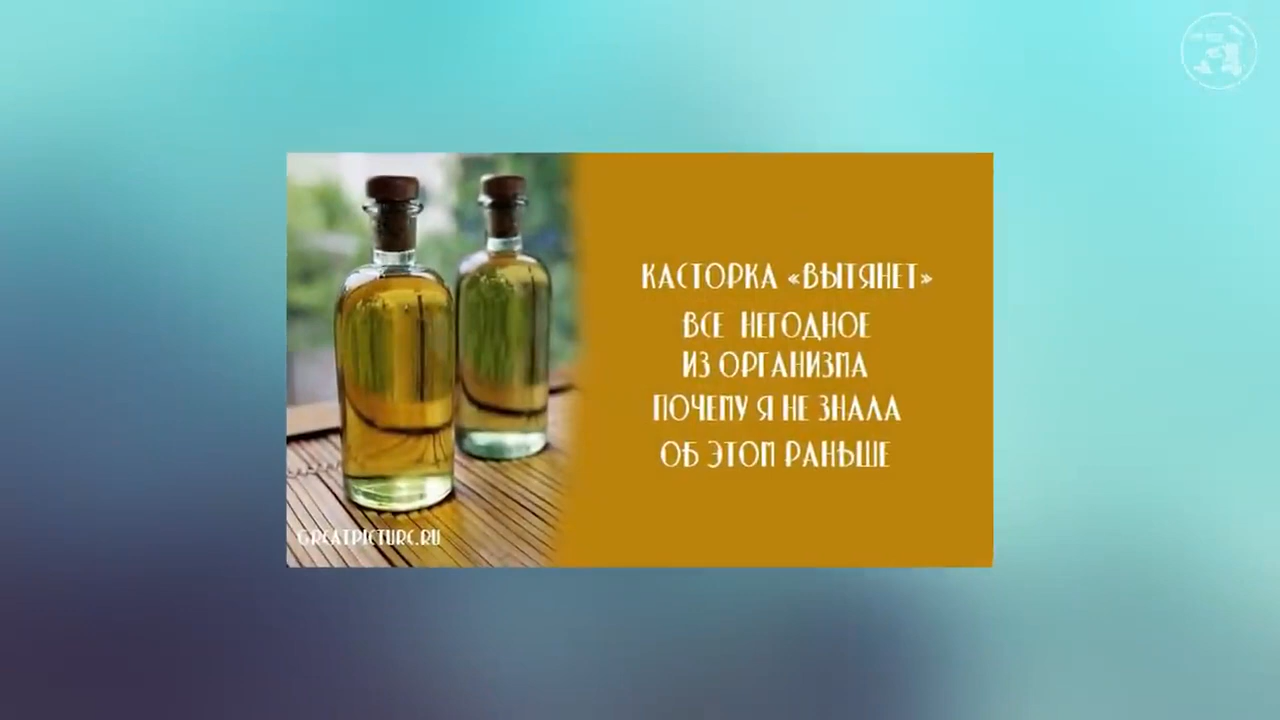 КАСТОРКА «ВЫТЯНЕТ»
ВСЕ НЕГОДНОЕ
ИЗ ОРГАНИЗМА
ПОЧЕМУ Я НЕ ЗНАЛА
ОБ ЭТОМ РАНЬШЕ
GREATPICTURE.RU